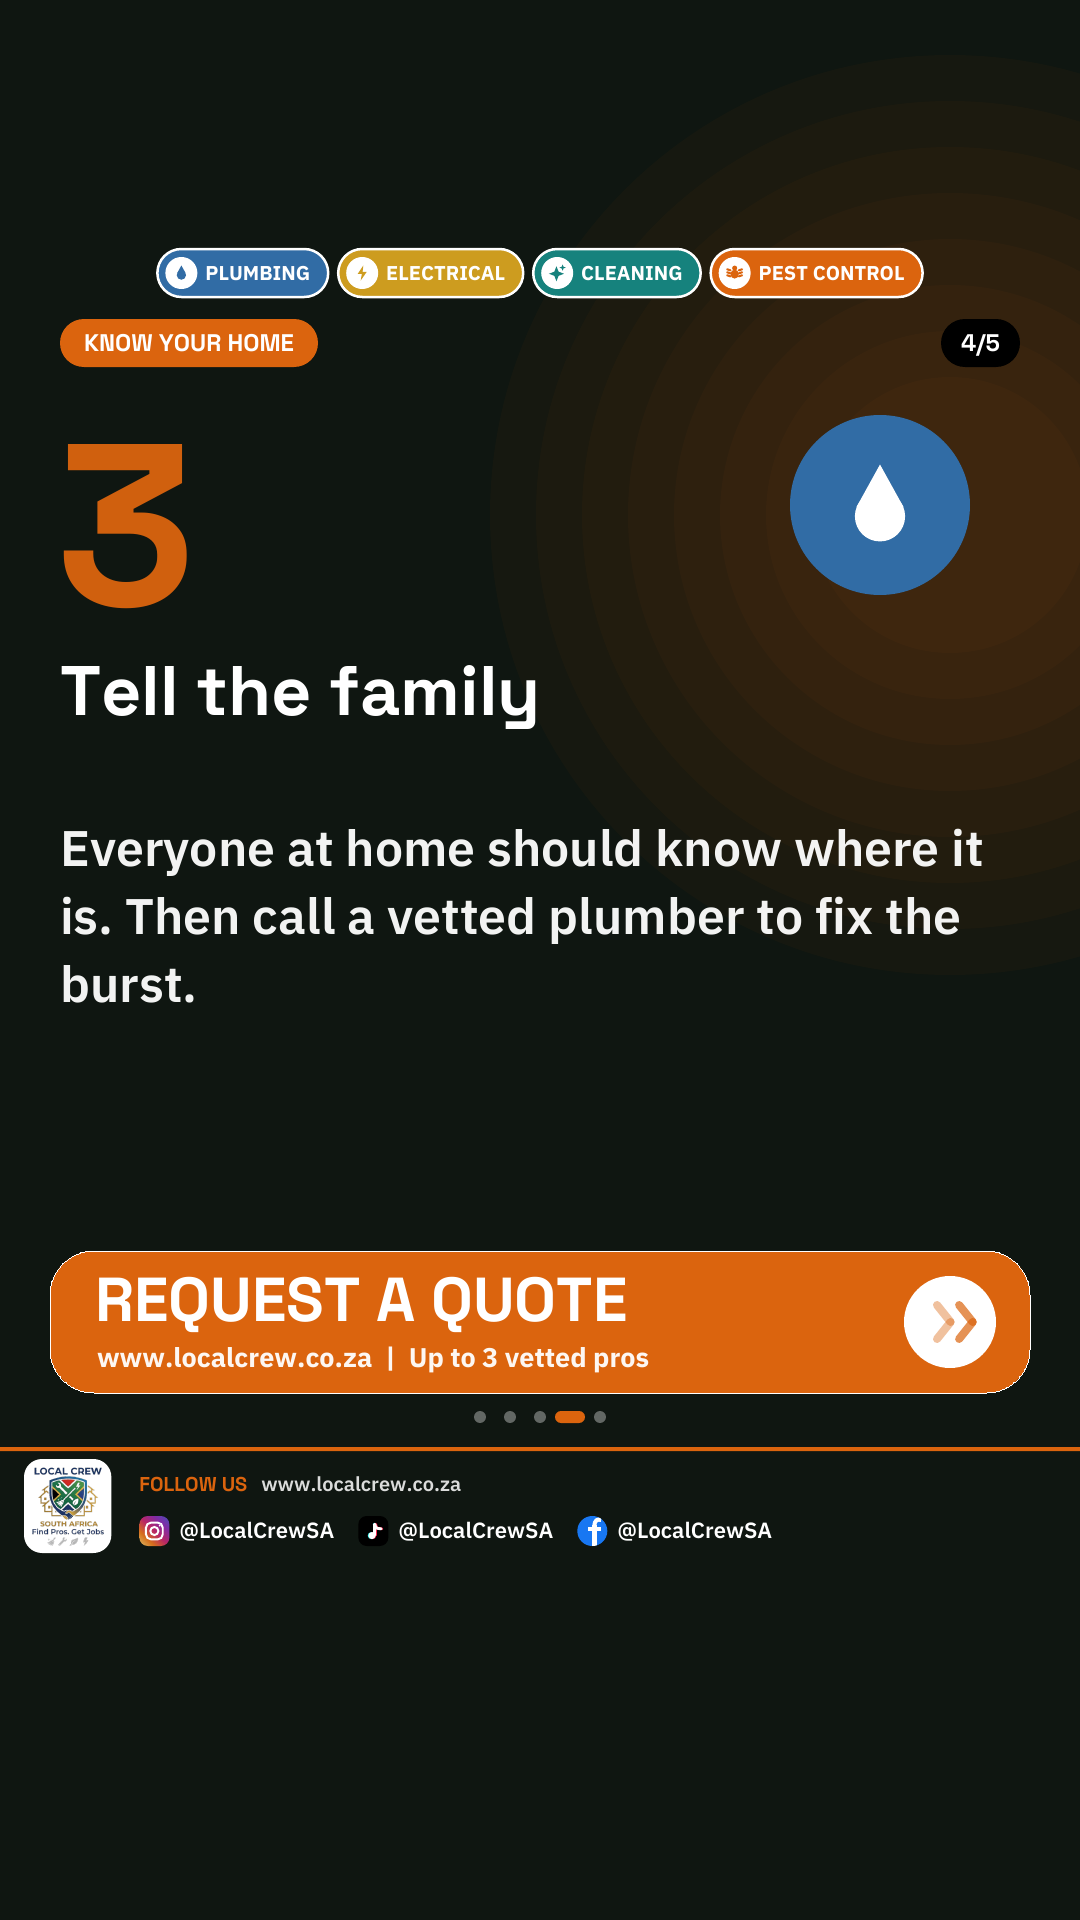 PLUMBING ELECTRICAL CLEANING PEST CONTROL
KNOW YOUR HOME 4/5
3
Tell the family
Everyone at home should know where it
is. Then call a vetted plumber to fix the
burst.
REQUEST A QUOTE
www.localcrew.co.za | Up to 3 vetted pros
LOCAL CREW
SOUTH AFRICA
Find Pros. Get Jobs
FOLLOW US www.localcrew.co.za
@LocalCrewSA @LocalCrewSA @LocalCrewSA